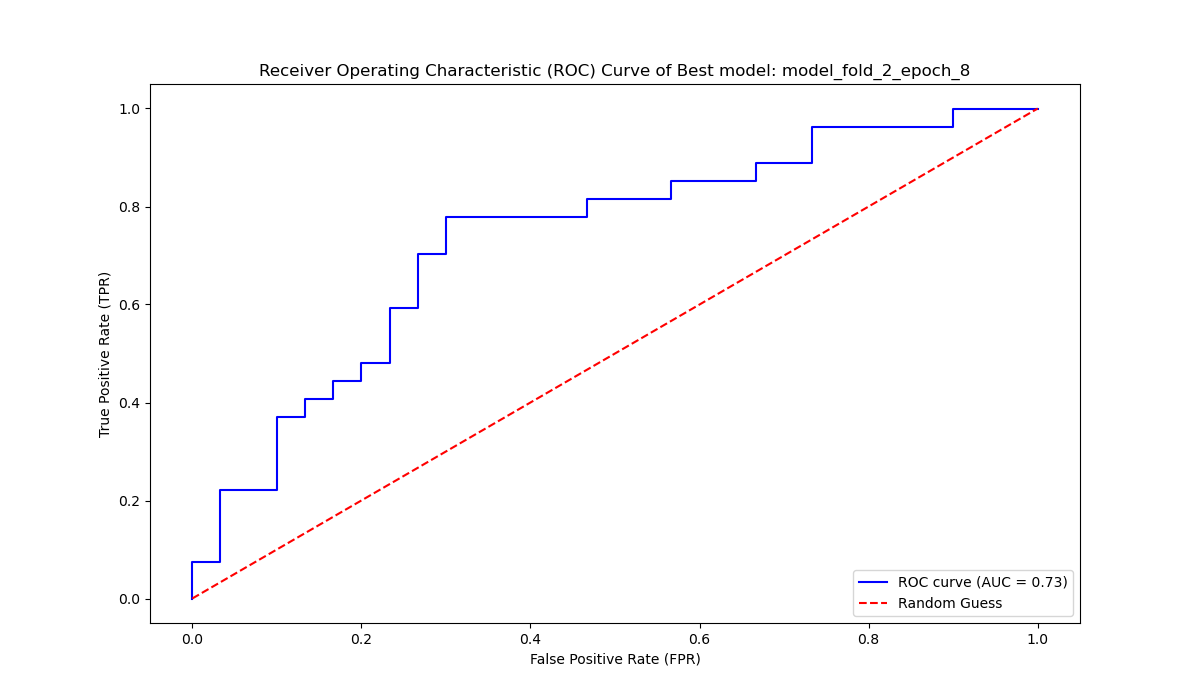 Receiver Operating Characteristic (ROC) Curve of Best model: model_fold_2_epoch_8
True Positive Rate (TPR)
1.0
0.8
0.6
0.4
0.2
0.0
ROC curve (AUC = 0.73)
Random Guess
0.0 0.2 0.4 0.6 0.8 1.0
False Positive Rate (FPR)